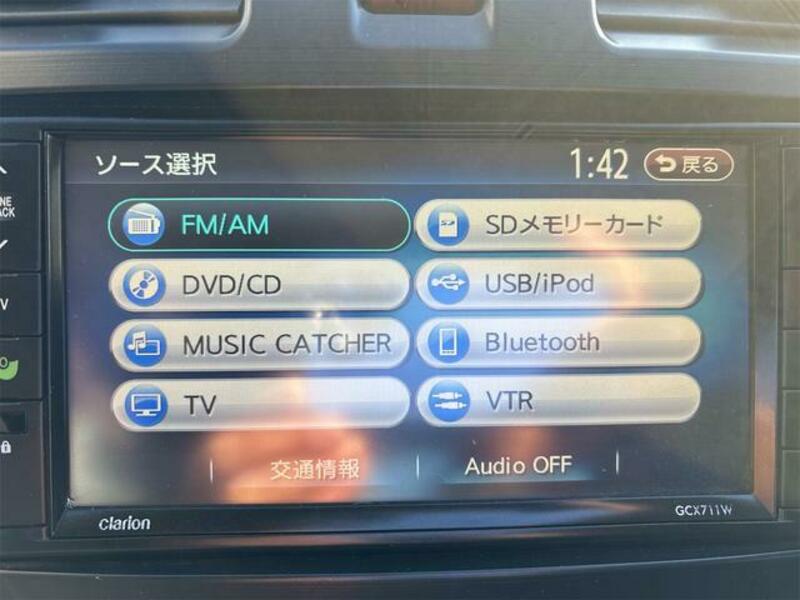 ソース選択
1:42
戻る
FM/AM
SDメモリーカード
DVD/CD
USB/iPod
MUSIC CATCHER
Bluetooth
TV
VTR
交通情報
Audio OFF
clarion
GCX711W